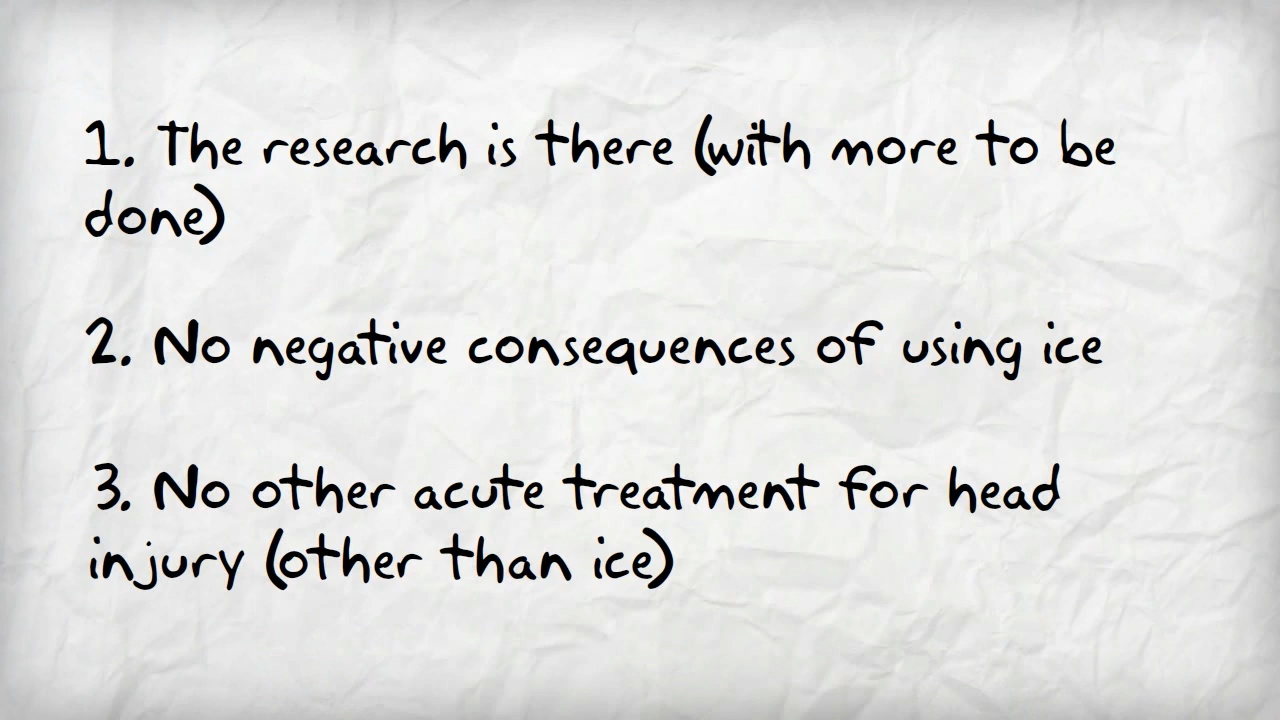 1. The research is there (with more to be
done)
2. No negative consequences of using ice
3. No other acute treatment for head
injury (other than ice)